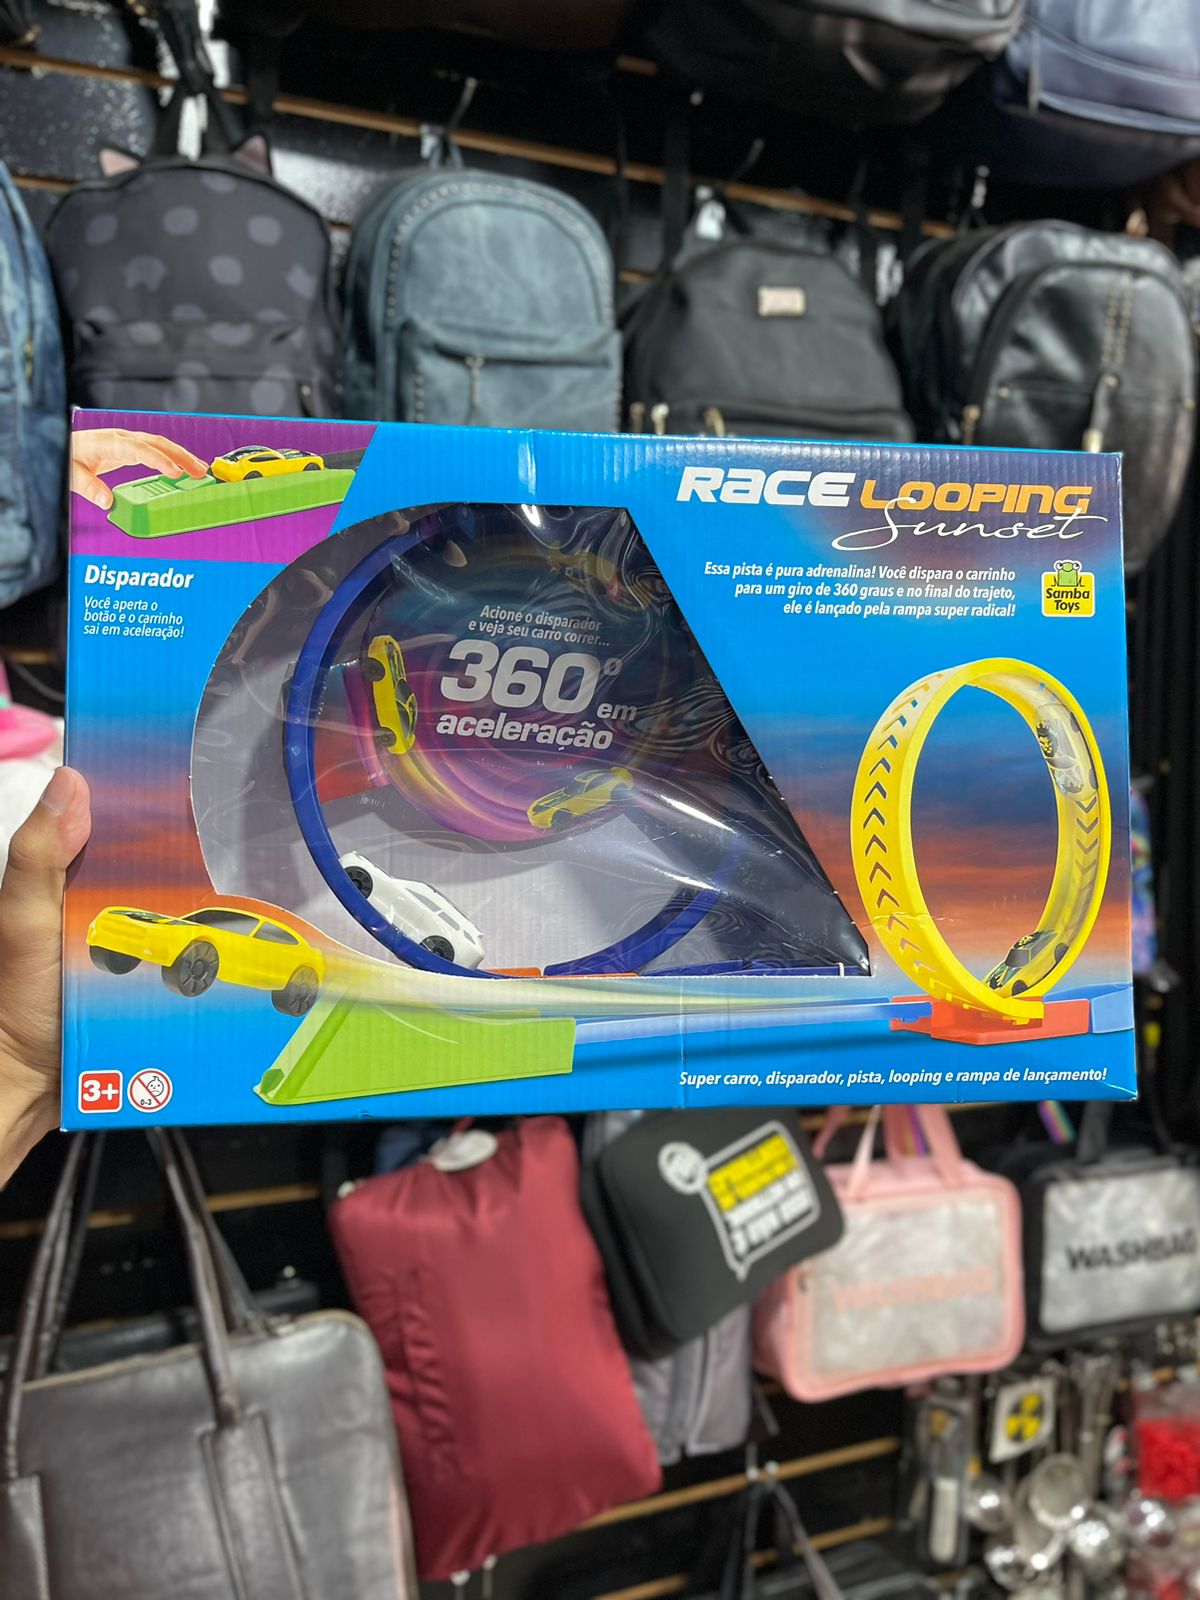 RACE LOOPING
Sunset
Essa pista é pura adrenalina! Você dispara o carrinho
para um giro de 360 graus e no final do trajeto,
ele é lançado pela rampa super radical!
Samba
Toys
Disparador
Você aperta o
botão e o carrinho
sai em aceleração!
Acione o disparador
e veja seu carro correr...
360º em
aceleração
3+
0-3
Super carro, disparador, pista, looping e rampa de lançamento!
WASHBAG